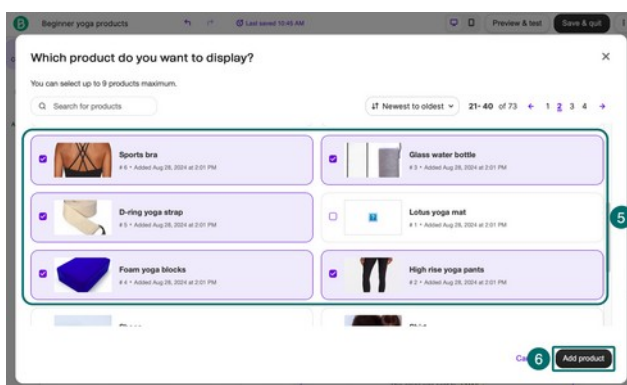 B Beginner yoga products Last saved 10:45 AM Preview & test Save & quit
Which product do you want to display?
You can select up to 9 products maximum.
Search for products Newest to oldest 21-40 of 73 1 2 3 4
Sports bra
# 6 • Added Aug 28, 2024 at 2:01 PM
Glass water bottle
# 3 • Added Aug 28, 2024 at 2:01 PM
D-ring yoga strap
# 5 • Added Aug 28, 2024 at 2:01 PM
Lotus yoga mat
# 1 • Added Aug 28, 2024 at 2:01 PM
5
Foam yoga blocks
# 4 • Added Aug 28, 2024 at 2:01 PM
High rise yoga pants
# 2 • Added Aug 28, 2024 at 2:01 PM
6 Add product